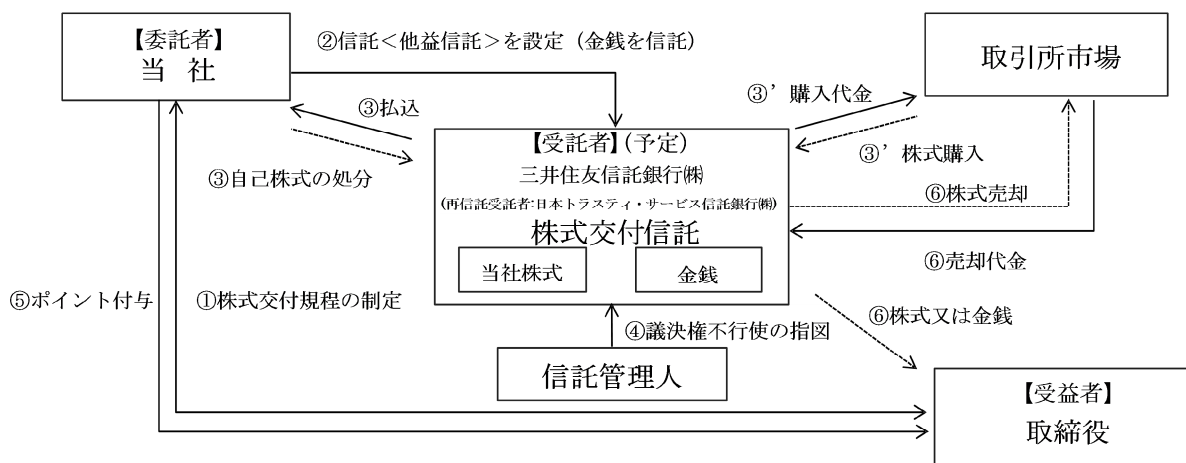 【委託者】
当 社
②信託＜他益信託＞を設定（金銭を信託）
取引所市場
③払込
③’購入代金
③自己株式の処分
【受託者】(予定)
三井住友信託銀行㈱
(再信託受託者:日本トラスティ・サービス信託銀行㈱)
株式交付信託
当社株式
金銭
③’株式購入
⑥株式売却
⑥売却代金
⑤ポイント付与
①株式交付規程の制定
④議決権不行使の指図
⑥株式又は金銭
信託管理人
【受益者】
取締役